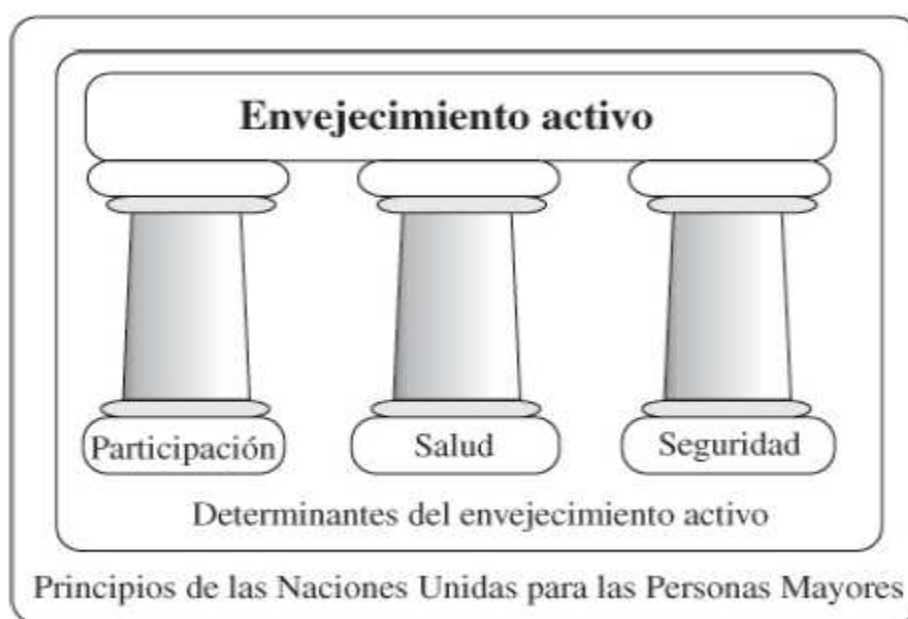 Envejecimiento activo
Participación
Salud
Seguridad
Determinantes del envejecimiento activo
Principios de las Naciones Unidas para las Personas Mayores